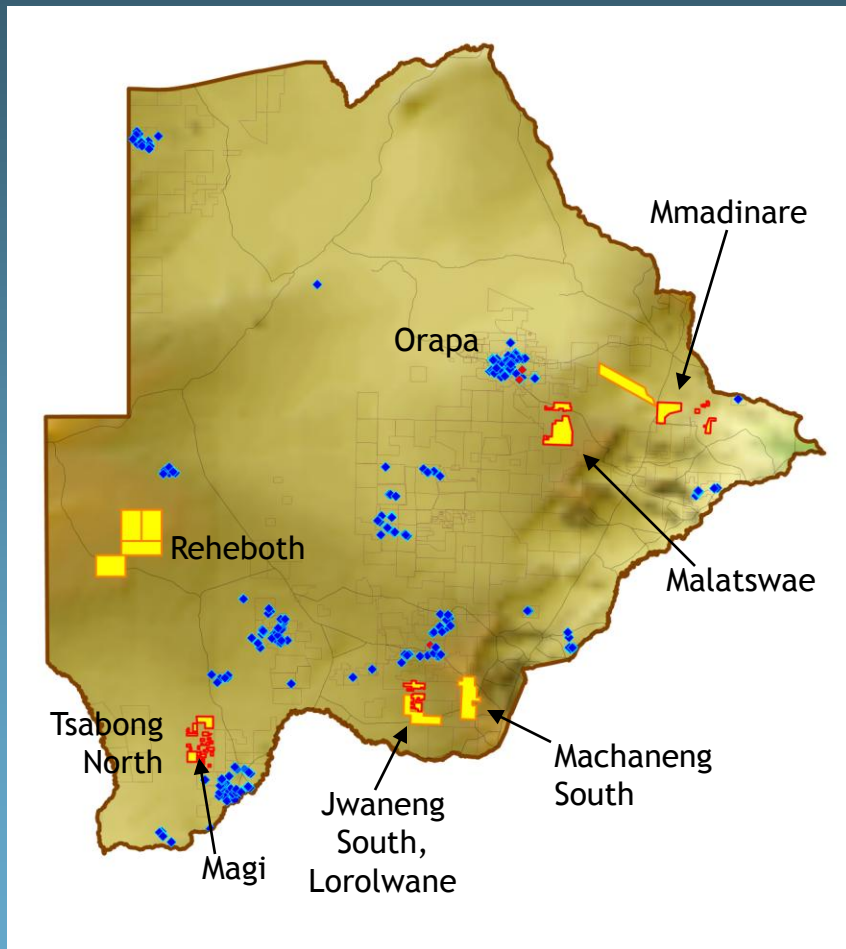 Mmadinare
Orapa
Reheboth
Malatswae
Tsabong
North
Magi
Jwaneng
South,
Lorolwane
Machaneng
South